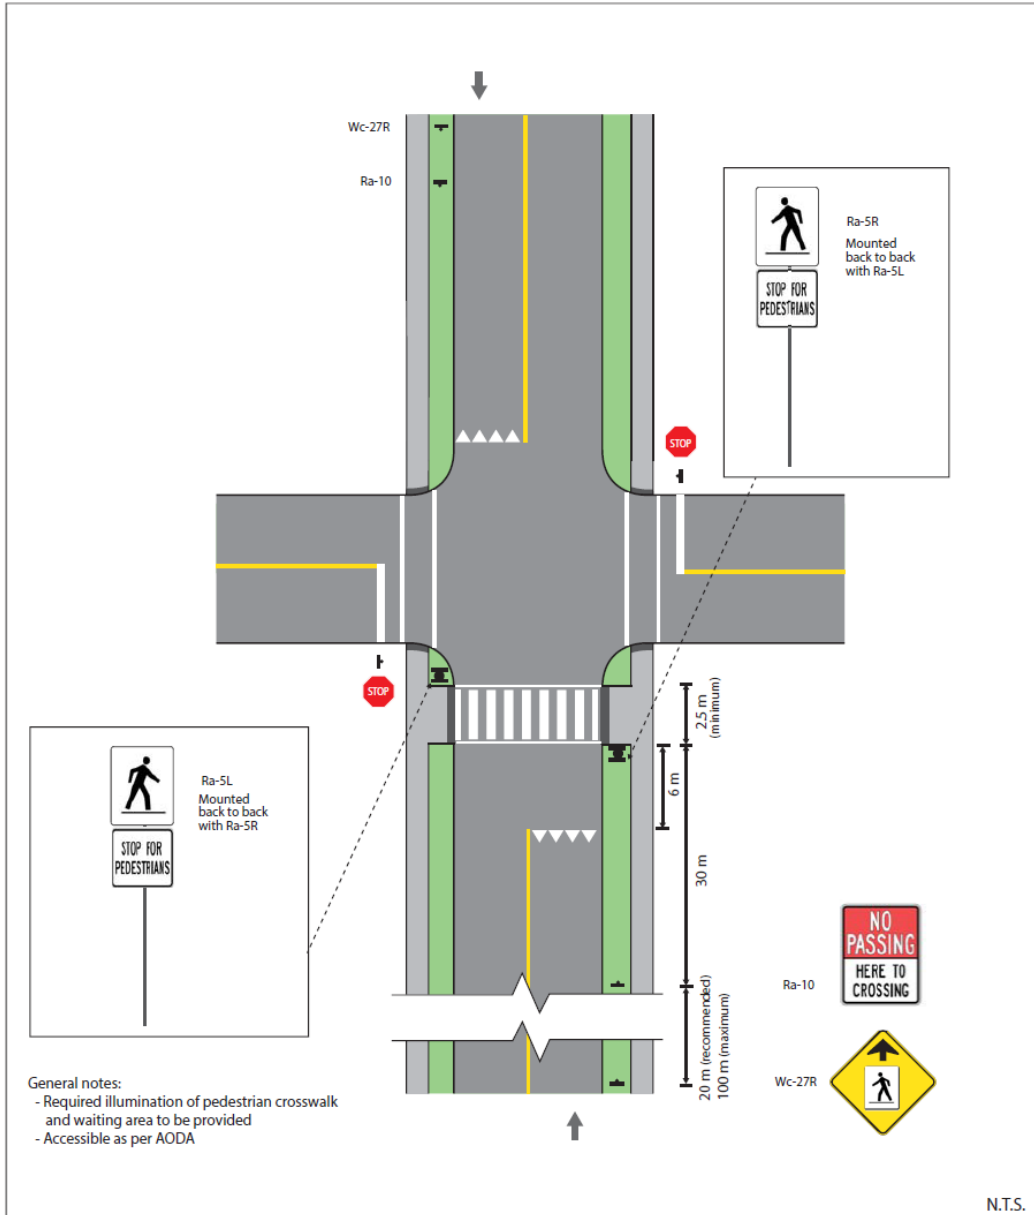 Wc-27R
Ra-10
Ra-5R
Mounted
back to back
with Ra-5L
STOP FOR
PEDESTRIANS
STOP
STOP
2.5 m
(minimum)
6 m
30 m
Ra-5L
Mounted
back to back
with Ra-5R
STOP FOR
PEDESTRIANS
20 m (recommended)
100 m (maximum)
NO
PASSING
HERE TO
CROSSING
Ra-10
Wc-27R
General notes:
- Required illumination of pedestrian crosswalk
and waiting area to be provided
- Accessible as per AODA
N.T.S.